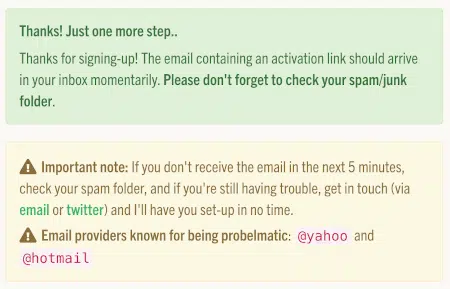 Thanks! Just one more step..
Thanks for signing-up! The email containing an activation link should arrive
in your inbox momentarily. Please don't forget to check your spam/junk
folder.
Important note: If you don't receive the email in the next 5 minutes,
check your spam folder, and if you're still having trouble, get in touch (via
email or twitter) and I'll have you set-up in no time.
Email providers known for being probelmatic: @yahoo and
@hotmail